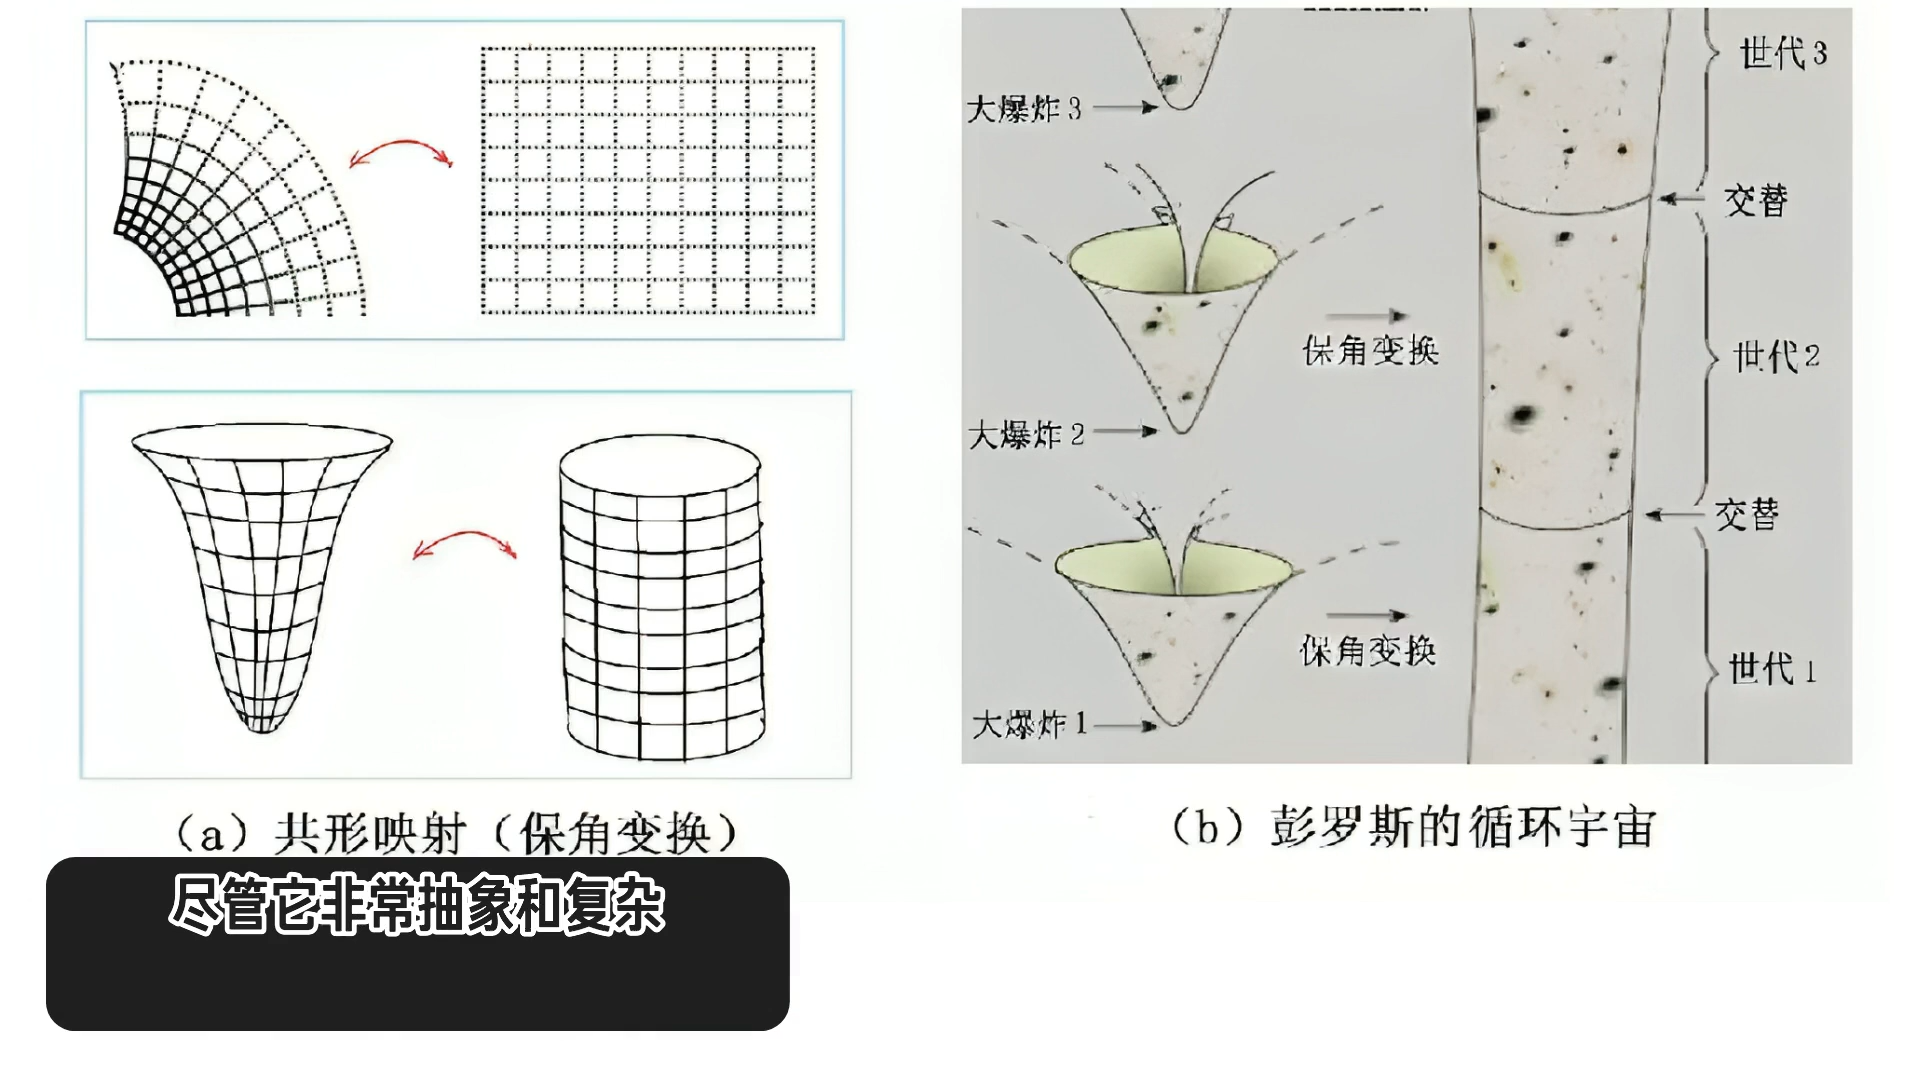 世代3
大爆炸3
交替
保角变换
世代2
大爆炸2
交替
保角变换
世代1
大爆炸1
（a）共形映射（保角变换）
（b）彭罗斯的循环宇宙
尽管它非常抽象和复杂